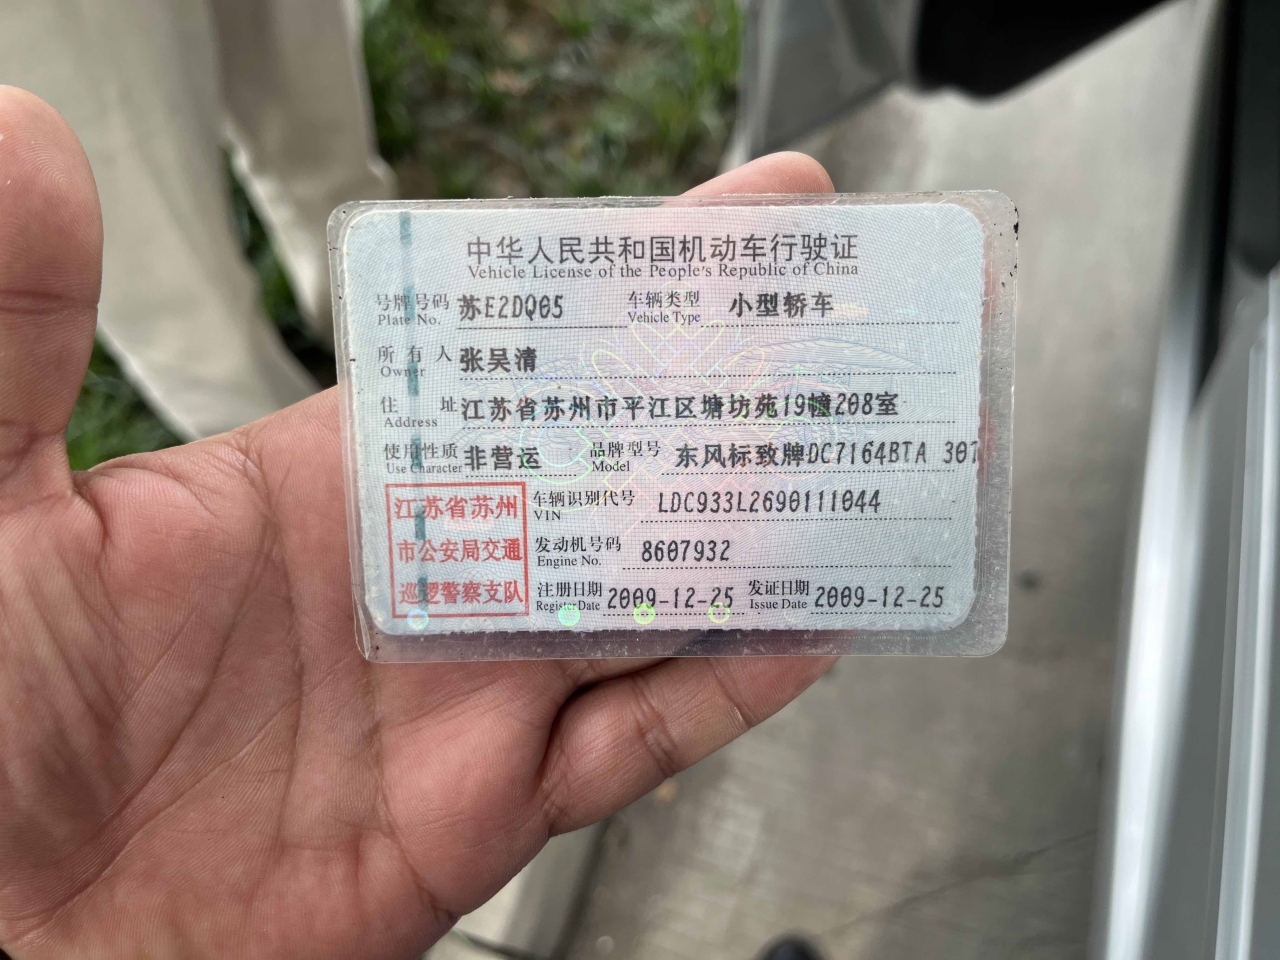 中华人民共和国机动车行驶证
Vehicle License of the People's Republic of China
号牌号码 苏E2DQ05 车辆类型 小型轿车
Plate No. Vehicle Type
所有人 张吴清
Owner
住址 江苏省苏州市平江区塘坊苑19幢208室
Address
使用性质 非营运 品牌型号 东风标致牌DC7164BTA 307
Use Character Model
江苏省苏州
市公安局交通
巡逻警察支队
车辆识别代号 LDC933L2690111044
VIN
发动机号码 8607932
Engine No.
注册日期 2009-12-25 发证日期 2009-12-25
Register Date Issue Date